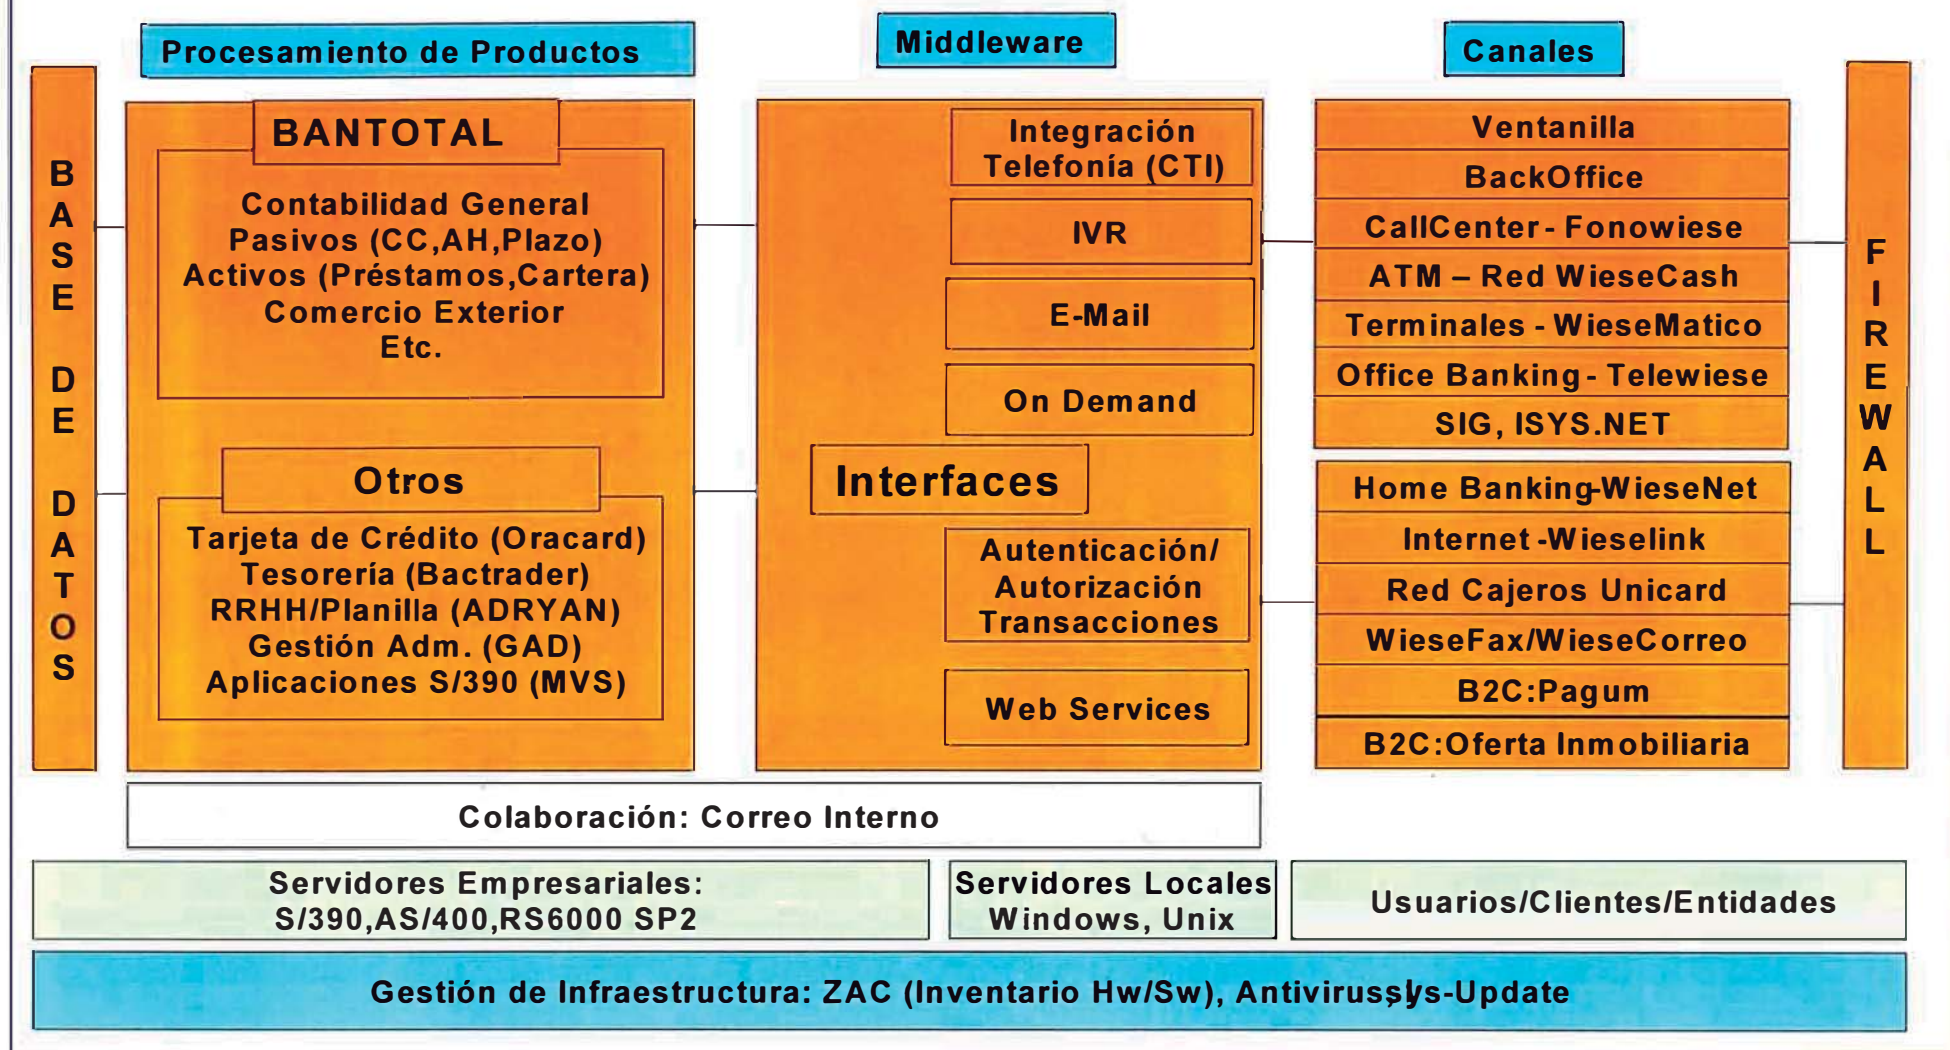 Procesamiento de Productos
Middleware
Canales
BASE DE DATOS
BANTOTAL
Contabilidad General
Pasivos (CC,AH,Plazo)
Activos (Préstamos,Cartera)
Comercio Exterior
Etc.
Otros
Tarjeta de Crédito (Oracard)
Tesorería (Bactrader)
RRHH/Planilla (ADRYAN)
Gestión Adm. (GAD)
Aplicaciones S/390 (MVS)
Integración
Telefonía (CTI)
IVR
E-Mail
On Demand
Interfaces
Autenticación/
Autorización
Transacciones
Web Services
Ventanilla
BackOffice
CallCenter - Fonowiese
ATM – Red WieseCash
Terminales - WieseMatico
Office Banking - Telewiese
SIG, ISYS.NET
Home Banking-WieseNet
Internet -Wieselink
Red Cajeros Unicard
WieseFax/WieseCorreo
B2C:Pagum
B2C:Oferta Inmobiliaria
FIREWALL
Colaboración: Correo Interno
Servidores Empresariales:
S/390,AS/400,RS6000 SP2
Servidores Locales
Windows, Unix
Usuarios/Clientes/Entidades
Gestión de Infraestructura: ZAC (Inventario Hw/Sw),